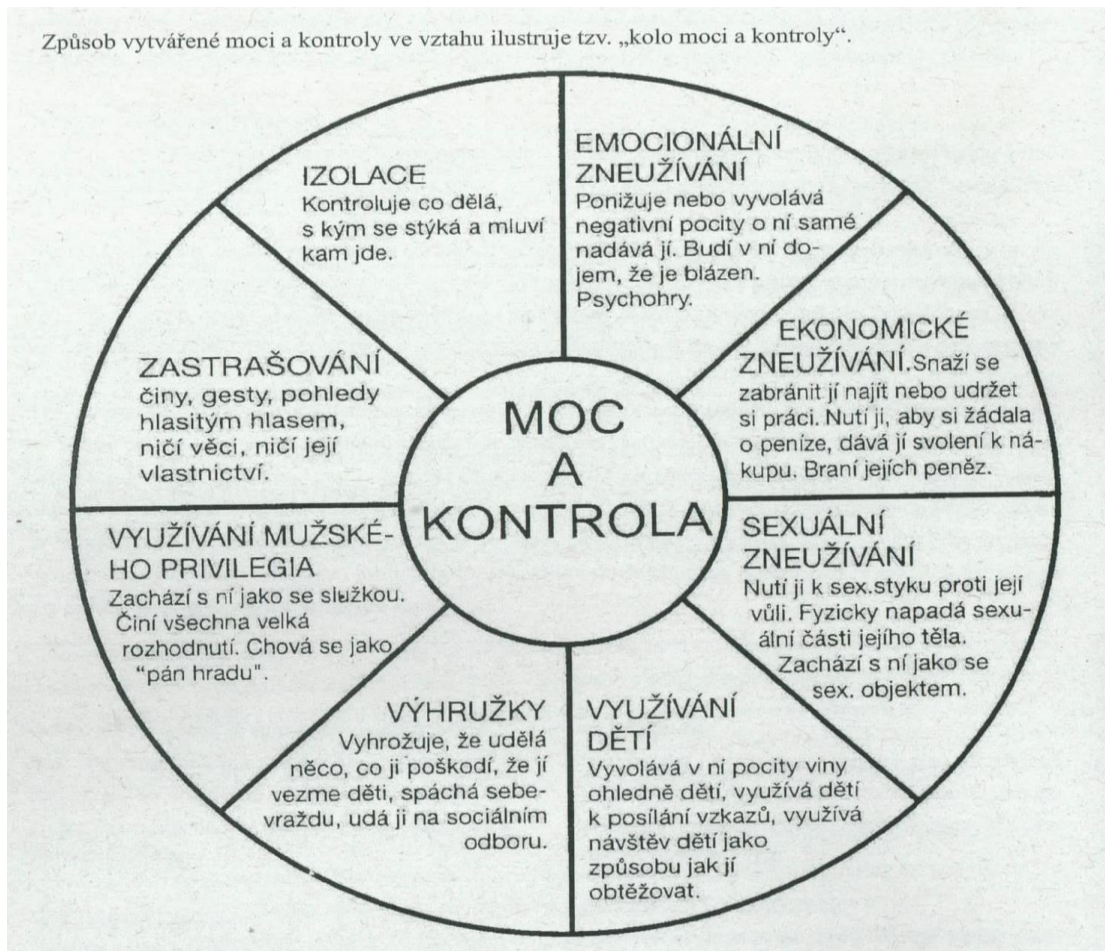 Způsob vytvářené moci a kontroly ve vztahu ilustruje tzv. „kolo moci a kontroly“.
EMOCIONÁLNÍ
ZNEUŽÍVÁNÍ
Ponižuje nebo vyvolává
negativní pocity o ní samé
nadává jí. Budí v ní do-
jem, že je blázen.
Psychohry.
EKONOMICKÉ
ZNEUŽÍVÁNÍ.Snaží se
zabránit jí najít nebo udržet
si práci. Nutí ji, aby si žádala
o peníze, dává jí svolení k ná-
kupu. Braní jejích peněz.
SEXUÁLNÍ
ZNEUŽÍVÁNÍ
Nutí ji k sex.styku proti její
vůli. Fyzicky napadá sexu-
ální části jejího těla.
Zachází s ní jako se
sex. objektem.
VYUŽÍVÁNÍ
DĚTÍ
Vyvolává v ní pocity viny
ohledně dětí, využívá dětí
k posílání vzkazů, využívá
návštěv dětí jako
způsobu jak jí
obtěžovat.
VÝHRUŽKY
Vyhrožuje, že udělá
něco, co ji poškodí, že jí
vezme děti, spáchá sebe-
vraždu, udá ji na sociálním
odboru.
VYUŽÍVÁNÍ MUŽSKÉ-
HO PRIVILEGIA
Zachází s ní jako se služkou.
Činí všechna velká
rozhodnutí. Chová se jako
“pán hradu".
ZASTRAŠOVÁNÍ
činy, gesty, pohledy
hlasitým hlasem,
ničí věci, ničí její
vlastnictví.
IZOLACE
Kontroluje co dělá,
s kým se stýká a mluví
kam jde.
MOC
A
KONTROLA